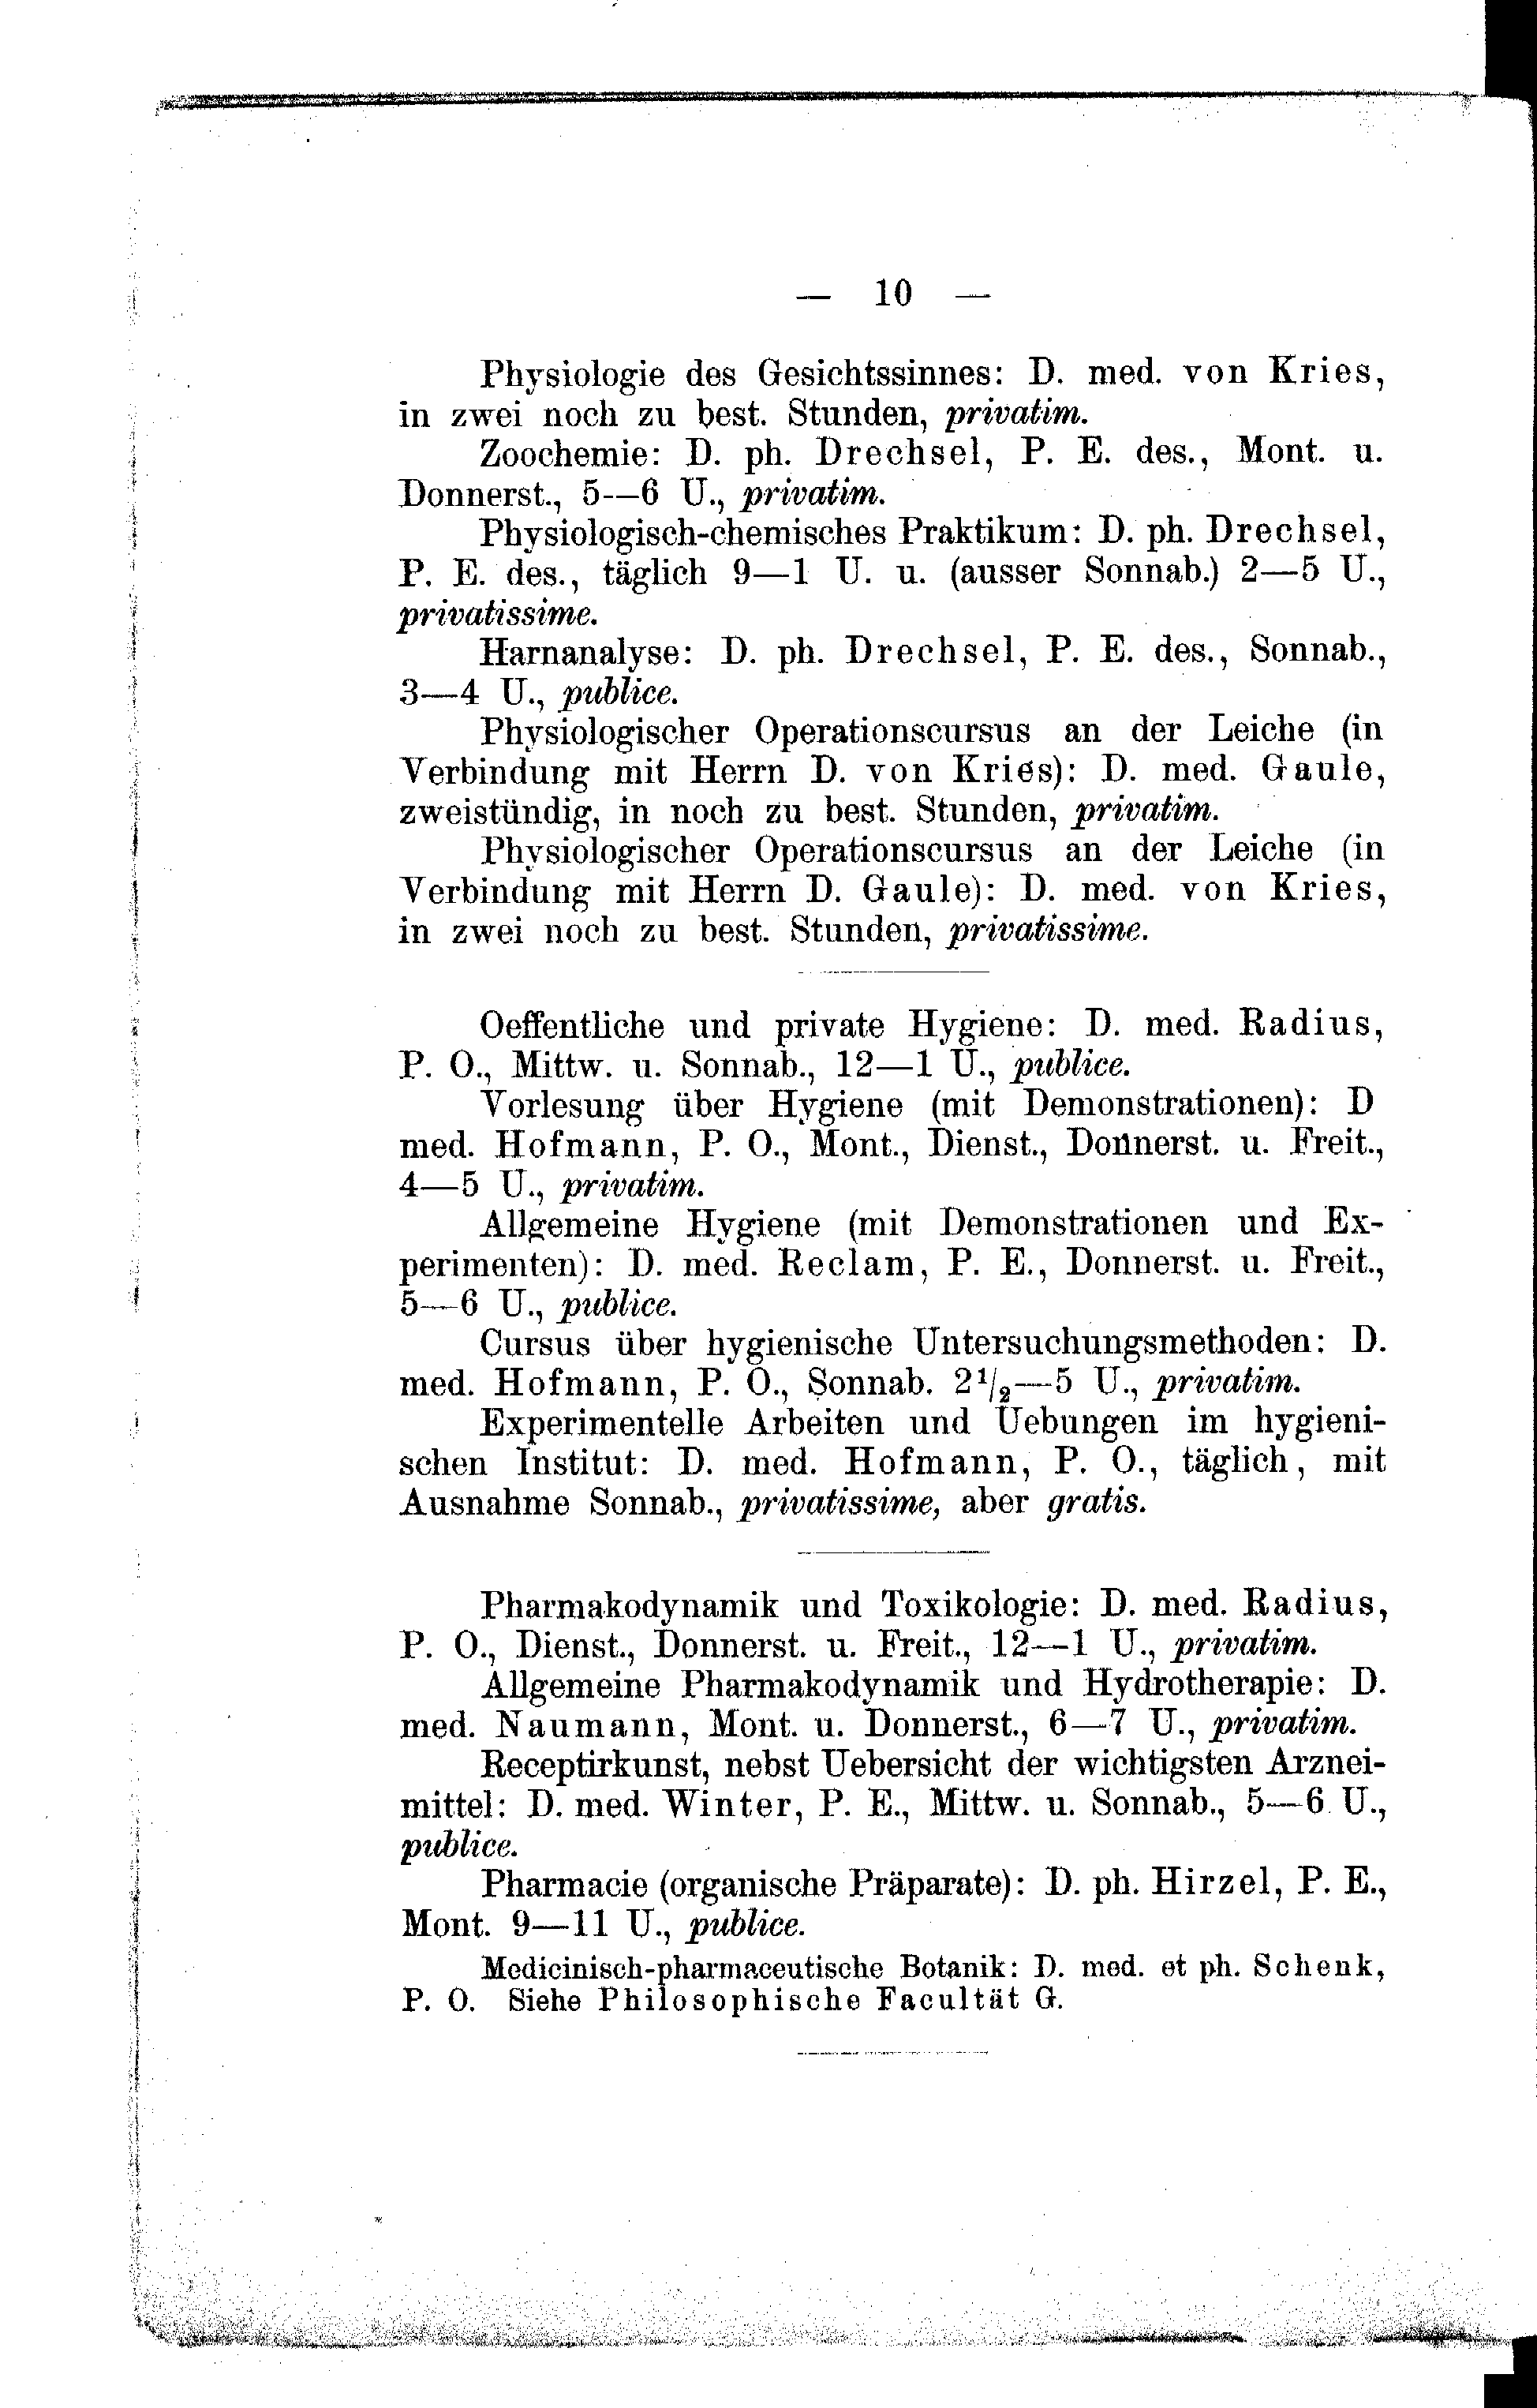 — 10 —
Physiologie des Gesichtssinnes: D. med. von Kries,
in zwei noch zu best. Stunden, privatim.
Zoochemie: D. ph. Drechsel, P. E. des., Mont. u.
Donnerst., 5—6 U., privatim.
Physiologisch-chemisches Praktikum: D. ph. Drechsel,
P. E. des., täglich 9—1 U. u. (ausser Sonnab.) 2—5 U.,
privatissime.
Harnanalyse: D. ph. Drechsel, P. E. des., Sonnab.,
3—4 U., publice.
Physiologischer Operationscursus an der Leiche (in
Verbindung mit Herrn D. von Kries): D. med. Gaule,
zweistündig, in noch zu best. Stunden, privatim.
Physiologischer Operationscursus an der Leiche (in
Verbindung mit Herrn D. Gaule): D. med. von Kries,
in zwei noch zu best. Stunden, privatissime.
Oeffentliche und private Hygiene: D. med. Radius,
P. O., Mittw. u. Sonnab., 12—1 U., publice.
Vorlesung über Hygiene (mit Demonstrationen): D
med. Hofmann, P. O., Mont., Dienst., Donnerst. u. Freit.,
4—5 U., privatim.
Allgemeine Hygiene (mit Demonstrationen und Ex-
perimenten): D. med. Reclam, P. E., Donnerst. u. Freit.,
5—6 U., publice.
Cursus über hygienische Untersuchungsmethoden: D.
med. Hofmann, P. O., Sonnab. 2 1/2—5 U., privatim.
Experimentelle Arbeiten und Uebungen im hygieni-
schen Institut: D. med. Hofmann, P. O., täglich, mit
Ausnahme Sonnab., privatissime, aber gratis.
Pharmakodynamik und Toxikologie: D. med. Radius,
P. O., Dienst., Donnerst. u. Freit., 12—1 U., privatim.
Allgemeine Pharmakodynamik und Hydrotherapie: D.
med. Naumann, Mont. u. Donnerst., 6—7 U., privatim.
Receptirkunst, nebst Uebersicht der wichtigsten Arznei-
mittel: D. med. Winter, P. E., Mittw. u. Sonnab., 5—6 U.,
publice.
Pharmacie (organische Präparate): D. ph. Hirzel, P. E.,
Mont. 9—11 U., publice.
Medicinisch-pharmaceutische Botanik: D. med. et ph. Schenk,
P. O. Siehe Philosophische Facultät G.